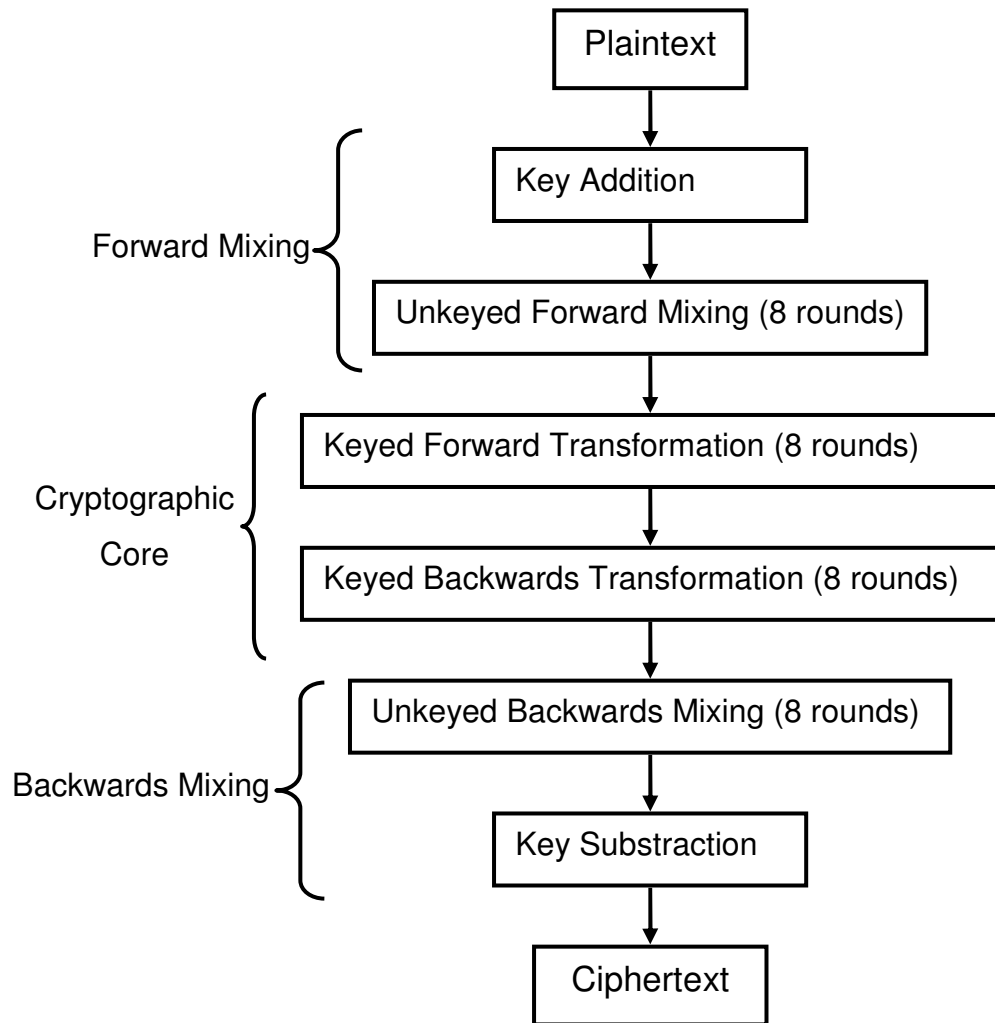 Plaintext
Key Addition
Forward Mixing
Unkeyed Forward Mixing (8 rounds)
Keyed Forward Transformation (8 rounds)
Cryptographic
Core
Keyed Backwards Transformation (8 rounds)
Unkeyed Backwards Mixing (8 rounds)
Backwards Mixing
Key Substraction
Ciphertext